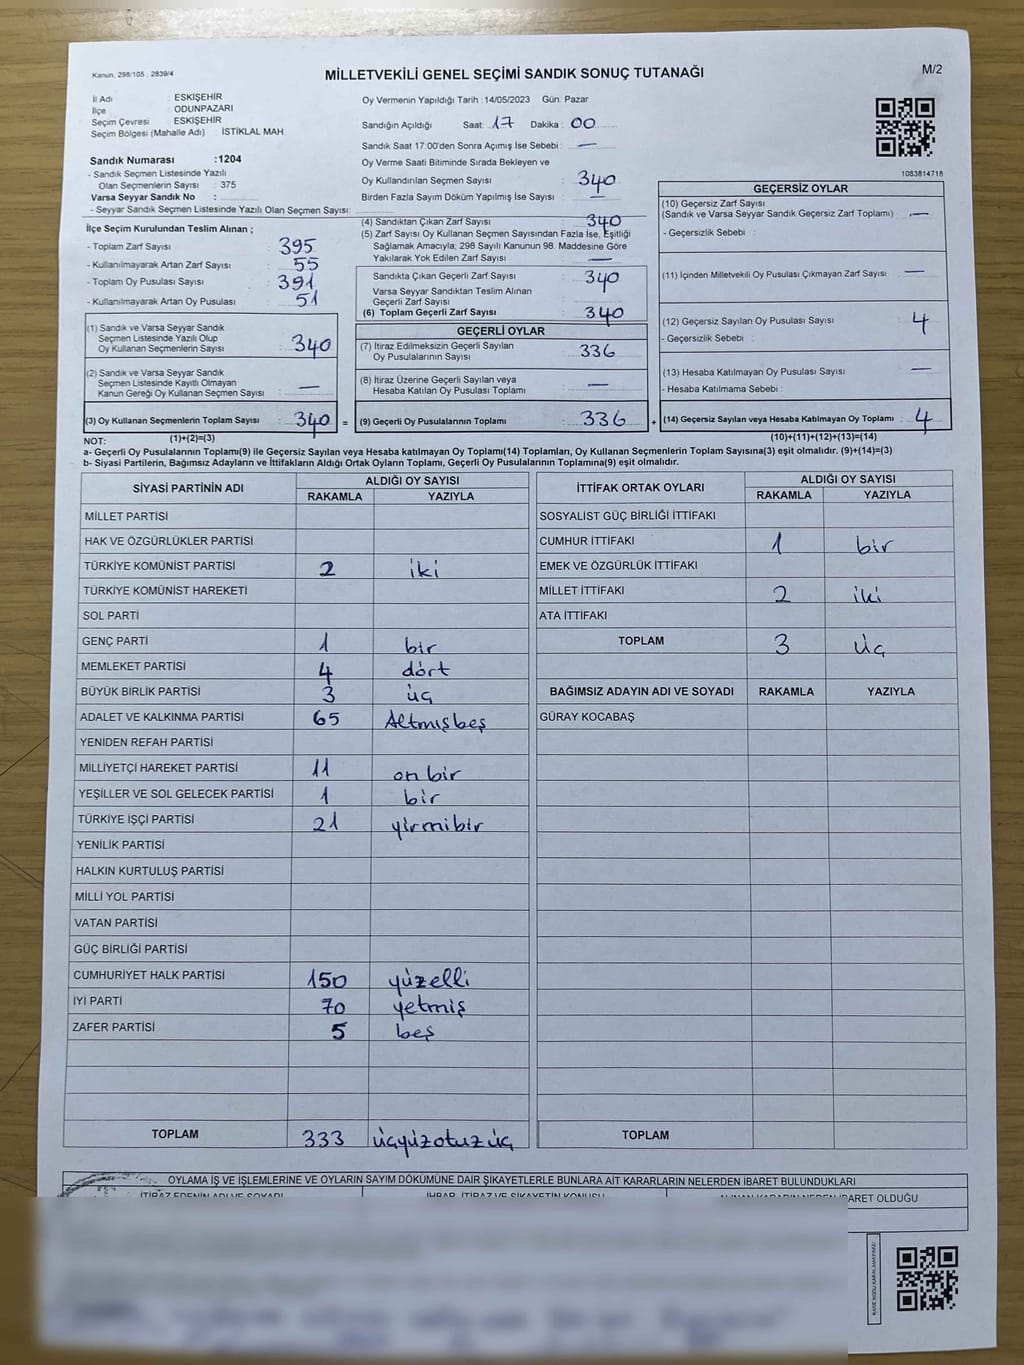 Kanun, 298/105 , 2839/4
MİLLETVEKİLİ GENEL SEÇİMİ SANDIK SONUÇ TUTANAĞI
M/2
İl Adı : ESKİŞEHİR
İlçe : ODUNPAZARI
Seçim Çevresi : ESKİŞEHİR
Seçim Bölgesi (Mahalle Adı) : İSTİKLAL MAH.
Sandık Numarası :1204
- Sandık Seçmen Listesinde Yazılı
Olan Seçmenlerin Sayısı : 375
Varsa Seyyar Sandık No :
- Seyyar Sandık Seçmen Listesinde Yazılı Olan Seçmen Sayısı:
Oy Vermenin Yapıldığı Tarih : 14/05/2023 Gün: Pazar
Sandığın Açıldığı Saat: 17 Dakika : 00
Sandık Saat 17:00'den Sonra Açımış İse Sebebi : —
Oy Verme Saati Bitiminde Sırada Bekleyen ve
Oy Kullandırılan Seçmen Sayısı : 340
Birden Fazla Sayım Döküm Yapılmış İse Sayısı : —
1083814718
İlçe Seçim Kurulundan Teslim Alınan ;
- Toplam Zarf Sayısı : 395
- Kullanılmayarak Artan Zarf Sayısı : 55
- Toplam Oy Pusulası : 391
- Kullanılmayarak Artan Oy Pusulası : 51
(1) Sandık ve Varsa Seyyar Sandık
Seçmen Listesinde Yazılı Olup
Oy Kullanan Seçmenlerin Sayısı : 340
(2) Sandık ve Varsa Seyyar Sandık
Seçmen Listesinde Kayıtlı Olmayan
Kanun Gereği Oy Kullanan Seçmen Sayısı : —
(3) Oy Kullanan Seçmenlerin Toplam Sayısı : 340 =
(1)+(2)=(3)
(4) Sandıktan Çıkan Zarf Sayısı : 340
(5) Zarf Sayısı Oy Kullanan Seçmen Sayısından Fazla İse, Eşitliği
Sağlamak Amacıyla; 298 Sayılı Kanunun 98. Maddesine Göre
Yakılarak Yok Edilen Zarf Sayısı : —
Sandıkta Çıkan Geçerli Zarf Sayısı : 340
Varsa Seyyar Sandıktan Teslim Alınan
Geçerli Zarf Sayısı :
(6) Toplam Geçerli Zarf Sayısı : 340
GEÇERLİ OYLAR
(7) İtiraz Edilmeksizin Geçerli Sayılan
Oy Pusulalarının Sayısı : 336
(8) İtiraz Üzerine Geçerli Sayılan veya
Hesaba Katılan Oy Pusulası Toplamı : —
(9) Geçerli Oy Pusulalarının Toplamı : 336 +
GEÇERSİZ OYLAR
(10) Geçersiz Zarf Sayısı
(Sandık ve Varsa Seyyar Sandık Geçersiz Zarf Toplamı) : —
- Geçersizlik Sebebi :
(11) İçinden Milletvekili Oy Pusulası Çıkmayan Zarf Sayısı : —
(12) Geçersiz Sayılan Oy Pusulası Sayısı : 4
- Geçersizlik Sebebi :
(13) Hesaba Katılmayan Oy Pusulası Sayısı : —
- Hesaba Katılmama Sebebi :
(14) Geçersiz Sayılan veya Hesaba Katılmayan Oy Toplamı : 4
(10)+(11)+(12)+(13)=(14)
NOT:
a- Geçerli Oy Pusulalarının Toplamı(9) ile Geçersiz Sayılan veya Hesaba katılmayan Oy Toplamı(14) Toplamları, Oy Kullanan Seçmenlerin Toplam Sayısına(3) eşit olmalıdır. (9)+(14)=(3)
b- Siyasi Partilerin, Bağımsız Adayların ve İttifakların Aldığı Ortak Oyların Toplamı, Geçerli Oy Pusulalarının Toplamına(9) eşit olmalıdır.
SİYASİ PARTİNİN ADI ALDIĞI OY SAYISI
RAKAMLA YAZIYLA
MİLLET PARTİSİ
HAK VE ÖZGÜRLÜKLER PARTİSİ
TÜRKİYE KOMÜNİST PARTİSİ 2 iki
TÜRKİYE KOMÜNİST HAREKETİ
SOL PARTİ
GENÇ PARTİ 1 bir
MEMLEKET PARTİSİ 4 dört
BÜYÜK BİRLİK PARTİSİ 3 üç
ADALET VE KALKINMA PARTİSİ 65 Altmışbeş
YENİDEN REFAH PARTİSİ
MİLLİYETÇİ HAREKET PARTİSİ 11 on bir
YEŞİLLER VE SOL GELECEK PARTİSİ 1 bir
TÜRKİYE İŞÇİ PARTİSİ 21 yirmibir
YENİLİK PARTİSİ
HALKIN KURTULUŞ PARTİSİ
MİLLİ YOL PARTİSİ
VATAN PARTİSİ
GÜÇ BİRLİĞİ PARTİSİ
CUMHURİYET HALK PARTİSİ 150 yüzelli
İYİ PARTİ 70 yetmiş
ZAFER PARTİSİ 5 beş
TOPLAM 333 üçyüzotuzüç
İTTİFAK ORTAK OYLARI ALDIĞI OY SAYISI
RAKAMLA YAZIYLA
SOSYALİST GÜÇ BİRLİĞİ İTTİFAKI
CUMHUR İTTİFAKI 1 bir
EMEK VE ÖZGÜRLÜK İTTİFAKI
MİLLET İTTİFAKI 2 iki
ATA İTTİFAKI
TOPLAM 3 üç
BAĞIMSIZ ADAYIN ADI VE SOYADI RAKAMLA YAZIYLA
GÜRAY KOCABAŞ
TOPLAM
OYLAMA İŞ VE İŞLEMLERİNE VE OYLARIN SAYIM DÖKÜMÜNE DAİR ŞİKAYETLERLE BUNLARA AİT KARARLARIN NELERDEN İBARET BULUNDUKLARI
İTİRAZ EDENİN ADI VE SOYADI İHBAR, İTİRAZ VE ŞİKAYETİN KONUSU ALINAN KARARIN NEDEN İBARET OLDUĞU